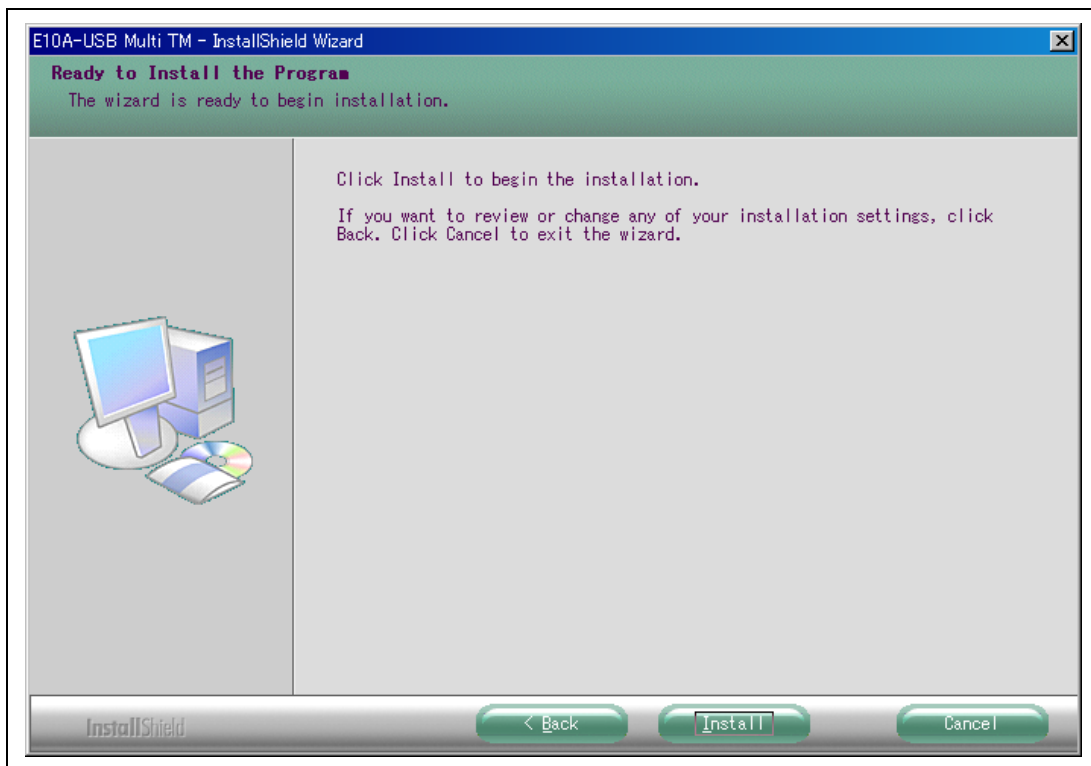 E10A-USB Multi TM - InstallShield Wizard
Ready to Install the Program
The wizard is ready to begin installation.
Click Install to begin the installation.
If you want to review or change any of your installation settings, click
Back. Click Cancel to exit the wizard.
InstallShield
< Back
Install
Cancel